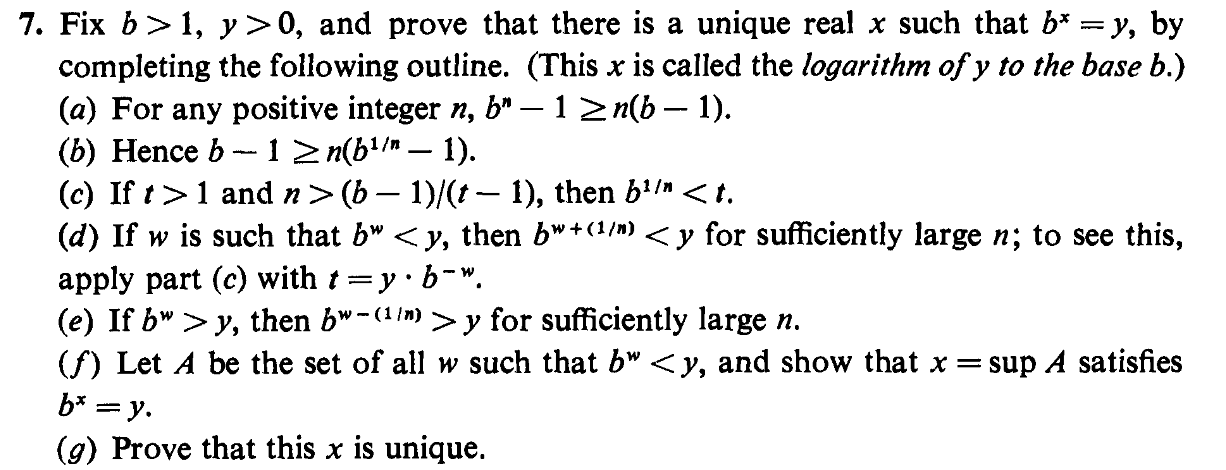 7. Fix b > 1, y > 0, and prove that there is a unique real x such that bˣ = y, by
completing the following outline. (This x is called the logarithm of y to the base b.)
(a) For any positive integer n, bⁿ − 1 ≥ n(b − 1).
(b) Hence b − 1 ≥ n(b^{1/n} − 1).
(c) If t > 1 and n > (b − 1)/(t − 1), then b^{1/n} < t.
(d) If w is such that b^w < y, then b^{w+(1/n)} < y for sufficiently large n; to see this,
apply part (c) with t = y · b^{−w}.
(e) If b^w > y, then b^{w−(1/n)} > y for sufficiently large n.
(f) Let A be the set of all w such that b^w < y, and show that x = sup A satisfies
bˣ = y.
(g) Prove that this x is unique.